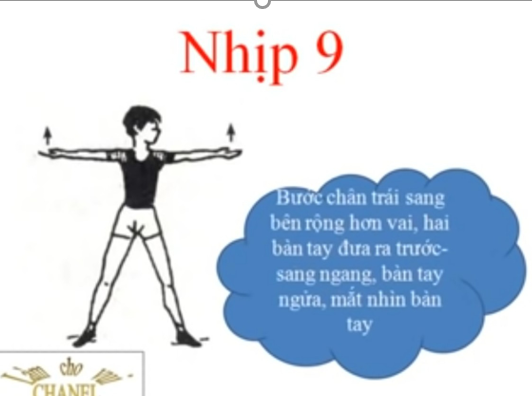 Nhịp 9
Bước chân trái sang
bên rộng hơn vai, hai
bàn tay đưa ra trước-
sang ngang, bàn tay
ngửa, mắt nhìn bàn
tay
cho
CHANEL